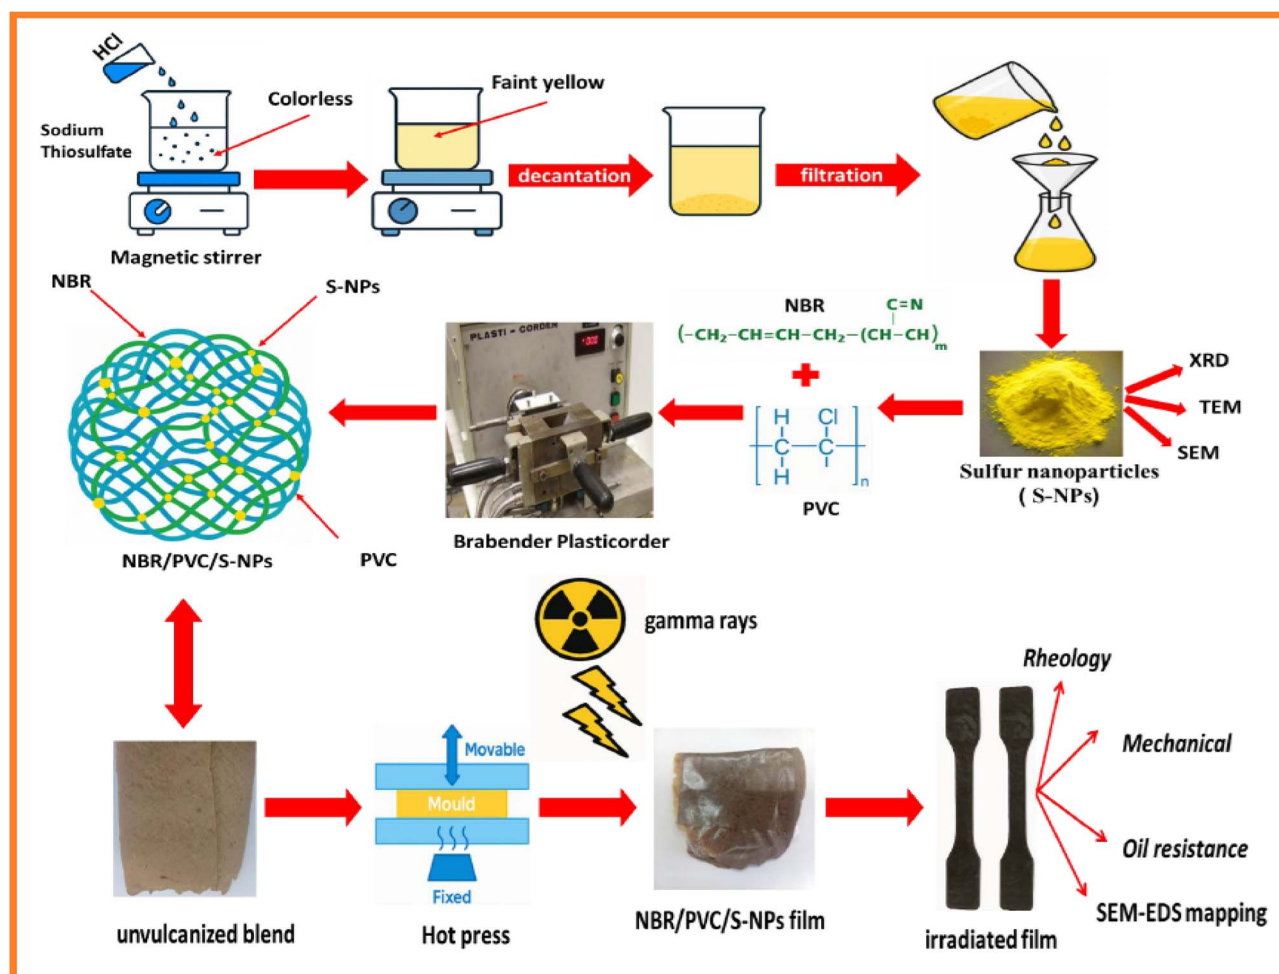 HCl
Colorless
Sodium
Thiosulfate
Magnetic stirrer
Faint yellow
decantation
filtration
NBR
S-NPs
PVC
NBR/PVC/S-NPs
PLASTI-CORDER
Brabender Plasticorder
NBR
C=N
(-CH₂-CH=CH-CH₂-(CH-CH)m
+
H Cl
C C
H
n
PVC
Sulfur nanoparticles
( S-NPs)
XRD
TEM
SEM
unvulcanized blend
Movable
Mould
Fixed
Hot press
gamma rays
NBR/PVC/S-NPs film
irradiated film
Rheology
Mechanical
Oil resistance
SEM-EDS mapping